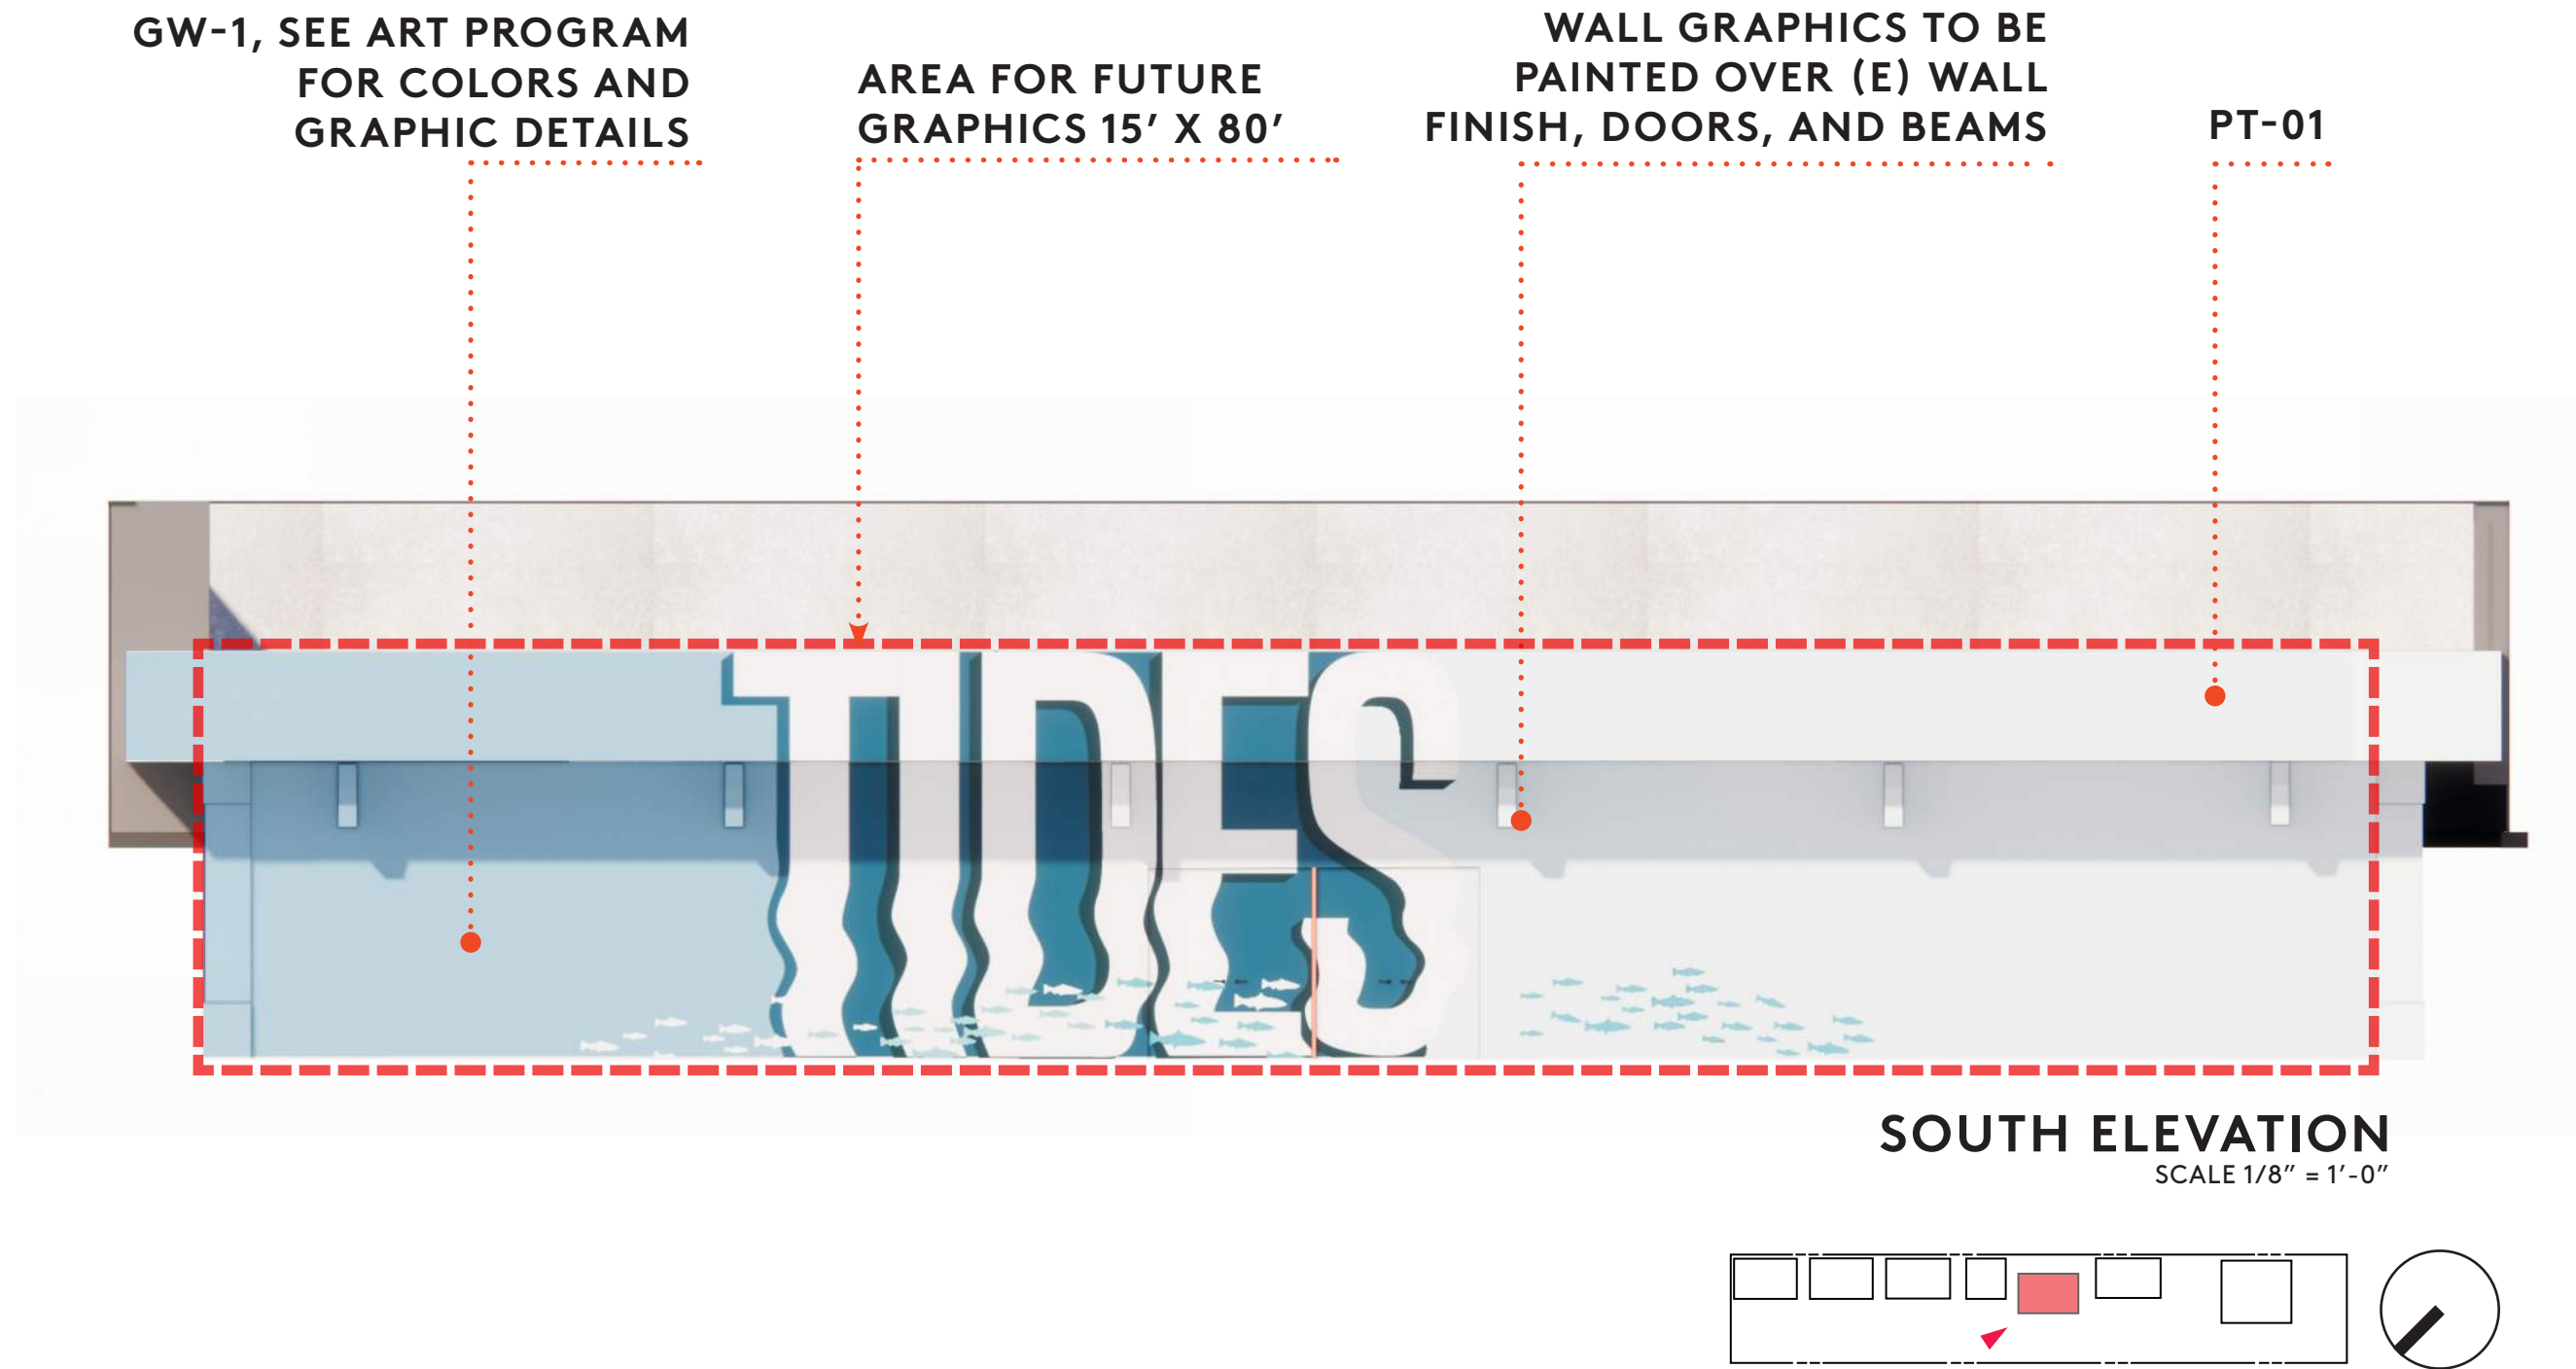 GW-1, SEE ART PROGRAM
FOR COLORS AND
GRAPHIC DETAILS
AREA FOR FUTURE
GRAPHICS 15’ X 80’
WALL GRAPHICS TO BE
PAINTED OVER (E) WALL
FINISH, DOORS, AND BEAMS
PT-01
TIDES
SOUTH ELEVATION
SCALE 1/8” = 1’-0”